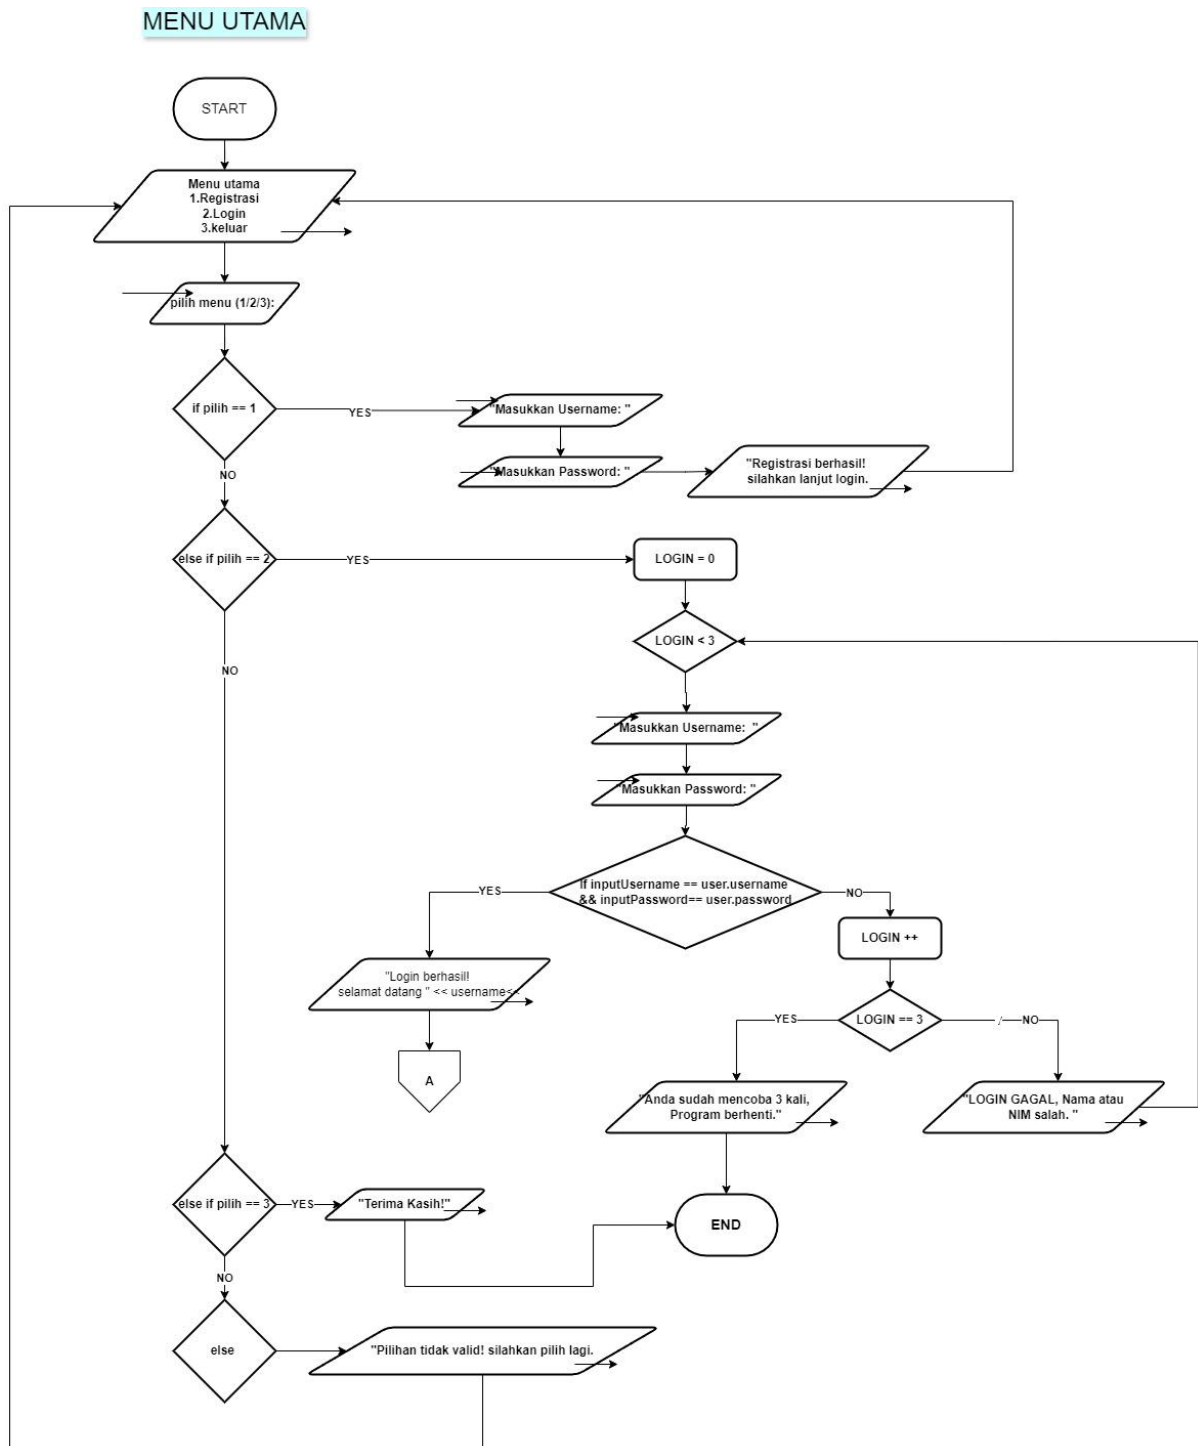 MENU UTAMA
START
Menu utama
1.Registrasi
2.Login
3.keluar
pilih menu (1/2/3):
if pilih == 1
YES
"Masukkan Username: "
"Masukkan Password: "
"Registrasi berhasil!
silahkan lanjut login.
NO
else if pilih == 2
YES
LOGIN = 0
LOGIN < 3
NO
"Masukkan Username:  "
"Masukkan Password: "
If inputUsername == user.username
&& inputPassword== user.password
YES
NO
LOGIN ++
"Login berhasil!
selamat datang " << username<<
LOGIN == 3
YES
/
NO
A
"Anda sudah mencoba 3 kali,
Program berhenti."
"LOGIN GAGAL, Nama atau
NIM salah. "
else if pilih == 3
YES
"Terima Kasih!"
END
NO
else
"Pilihan tidak valid! silahkan pilih lagi.